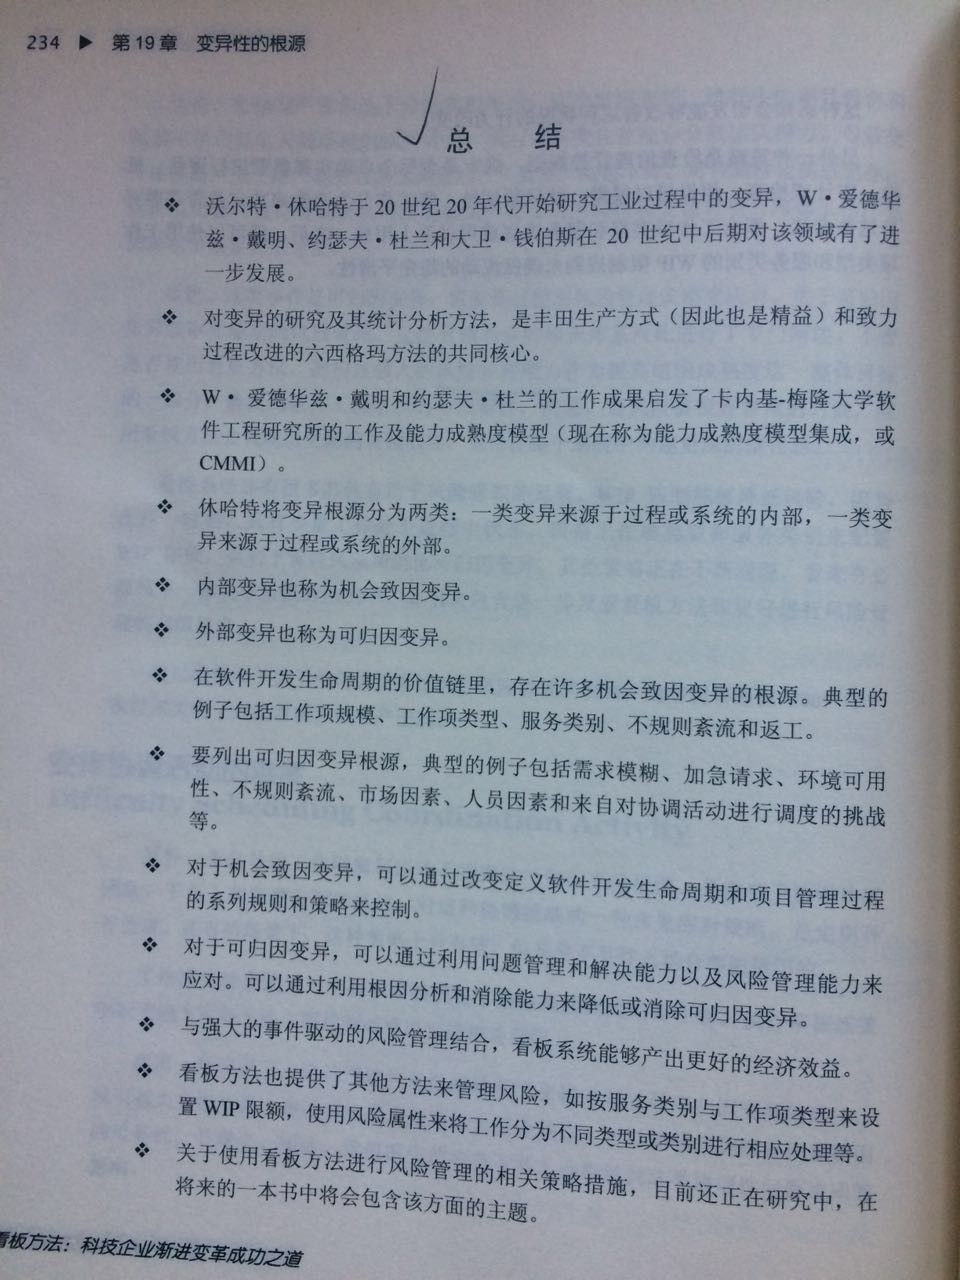 234 ▶ 第19章 变异性的根源
总 结
❖ 沃尔特·休哈特于20世纪20年代开始研究工业过程中的变异，W·爱德华
兹·戴明、约瑟夫·杜兰和大卫·钱伯斯在 20 世纪中后期对该领域有了进
一步发展。
❖ 对变异的研究及其统计分析方法，是丰田生产方式（因此也是精益）和致力
过程改进的六西格玛方法的共同核心。
❖ W· 爱德华兹·戴明和约瑟夫·杜兰的工作成果启发了卡内基-梅隆大学软
件工程研究所的工作及能力成熟度模型（现在称为能力成熟度模型集成，或
CMMI）。
❖ 休哈特将变异根源分为两类：一类变异来源于过程或系统的内部，一类变
异来源于过程或系统的外部。
❖ 内部变异也称为机会致因变异。
❖ 外部变异也称为可归因变异。
❖ 在软件开发生命周期的价值链里，存在许多机会致因变异的根源。典型的
例子包括工作项规模、工作项类型、服务类别、不规则紊流和返工。
❖ 要列出可归因变异根源，典型的例子包括需求模糊、加急请求、环境可用
性、不规则紊流、市场因素、人员因素和来自对协调活动进行调度的挑战
等。
❖ 对于机会致因变异，可以通过改变定义软件开发生命周期和项目管理过程
的系列规则和策略来控制。
❖ 对于可归因变异，可以通过利用问题管理和解决能力以及风险管理能力来
应对。可以通过利用根因分析和消除能力来降低或消除可归因变异。
❖ 与强大的事件驱动的风险管理结合，看板系统能够产出更好的经济效益。
❖ 看板方法也提供了其他方法来管理风险，如按服务类别与工作项类型来设
置 WIP 限额，使用风险属性来将工作分为不同类型或类别进行相应处理等。
❖ 关于使用看板方法进行风险管理的相关策略措施，目前还正在研究中，在
将来的一本书中将会包含该方面的主题。
看板方法：科技企业渐进变革成功之道